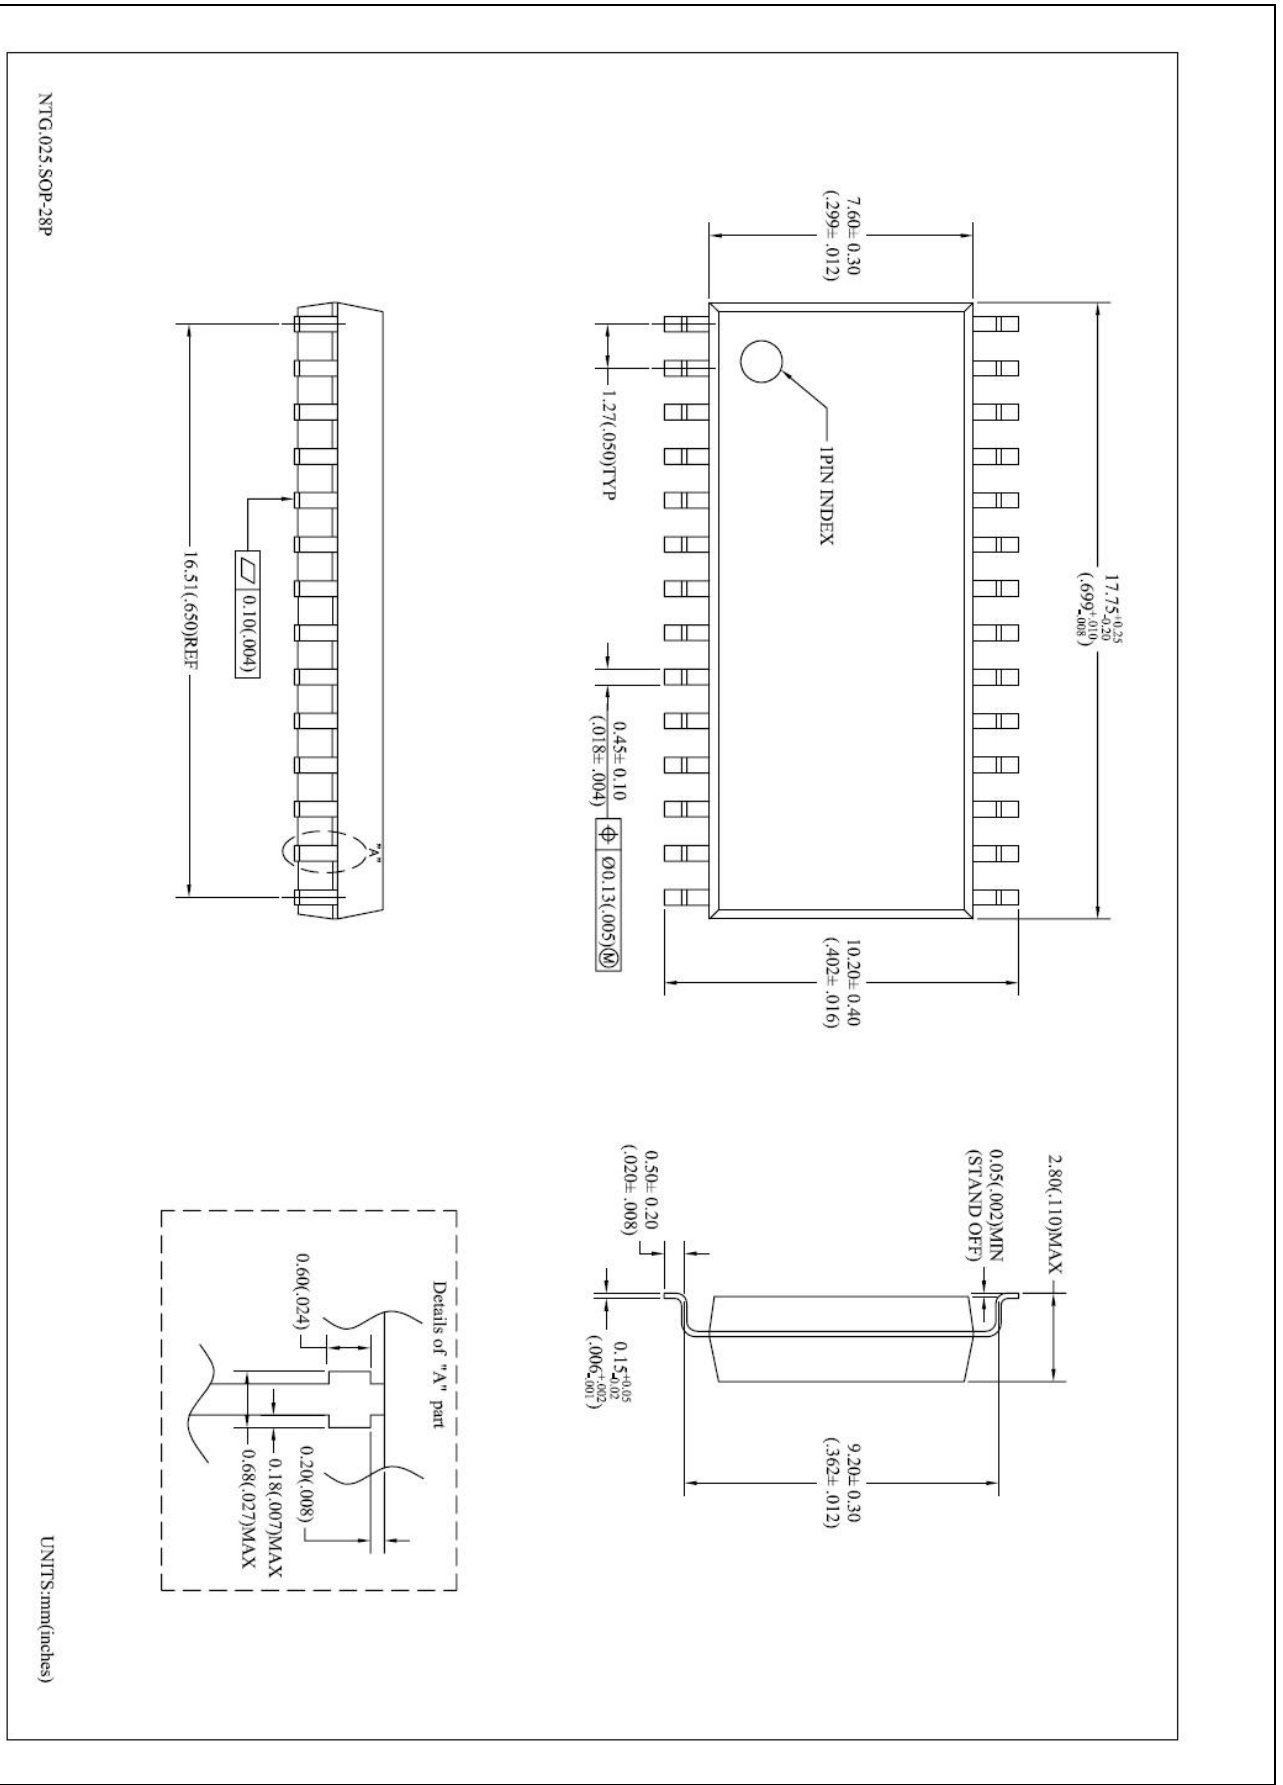 17.75+0.25-0.20
(.699+.010-.008)
7.60± 0.30
(.299± .012)
1PIN INDEX
10.20± 0.40
(.402± .016)
1.27(.050)TYP
0.45± 0.10
(.018± .004)
Ø0.13(.005)Ⓜ
2.80(.110)MAX
0.05(.002)MIN
(STAND OFF)
9.20± 0.30
(.362± .012)
0.50± 0.20
(.020± .008)
0.15+0.05-0.02
(.006+.002-.001)
"A"
0.10(.004)
16.51(.650)REF
Details of "A" part
0.60(.024)
0.20(.008)
0.18(.007)MAX
0.68(.027)MAX
NTG.025.SOP-28P
UNITS:mm(inches)